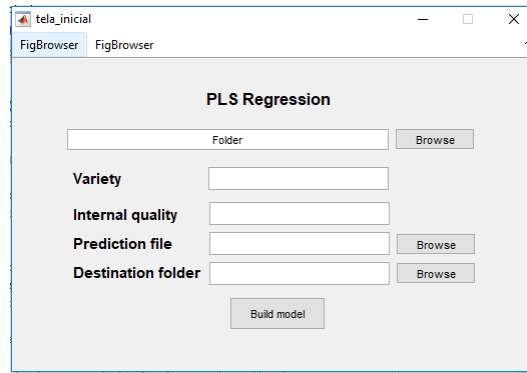 tela_inicial
FigBrowser FigBrowser
PLS Regression
Folder Browse
Variety
Internal quality
Prediction file Browse
Destination folder Browse
Build model